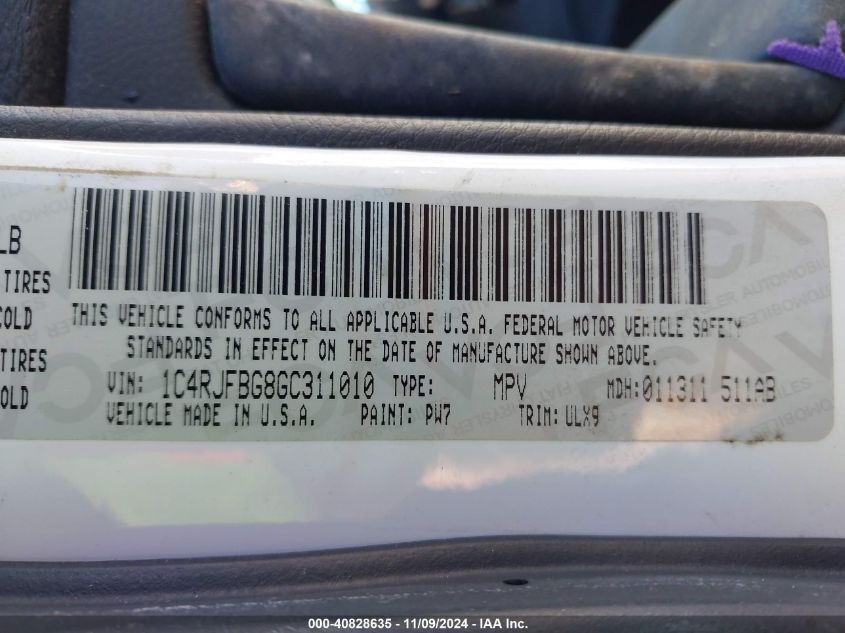 LB
TIRES
COLD
TIRES
OLD
THIS VEHICLE CONFORMS TO ALL APPLICABLE U.S.A. FEDERAL MOTOR VEHICLE SAFETY
STANDARDS IN EFFECT ON THE DATE OF MANUFACTURE SHOWN ABOVE.
VIN: 1C4RJFBG8GC311010 TYPE: MPV MDH:011311 511AB
VEHICLE MADE IN U.S.A. PAINT: PW7 TRIM: ULX9
000-40828635 - 11/09/2024 - IAA Inc.